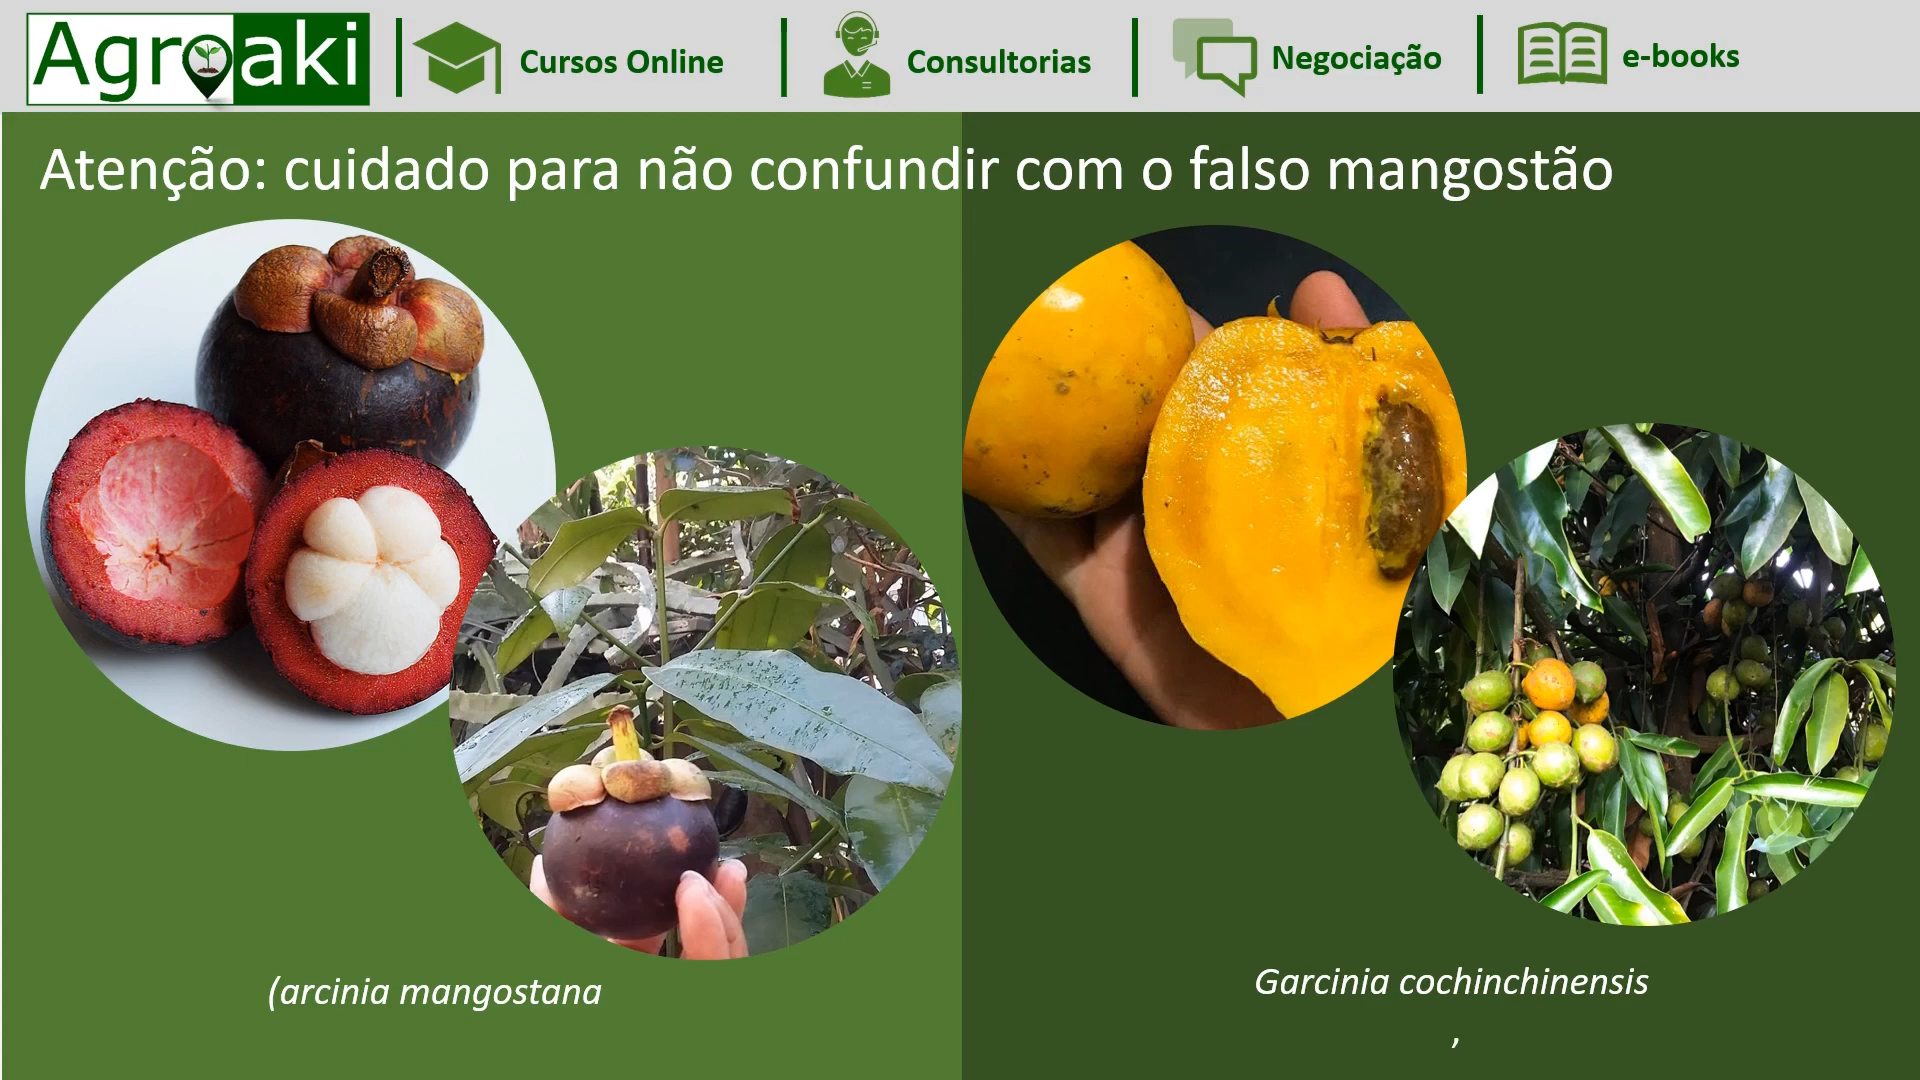 Agroaki
Cursos Online
Consultorias
Negociação
e-books
Atenção: cuidado para não confundir com o falso mangostão
(arcinia mangostana
Garcinia cochinchinensis
,